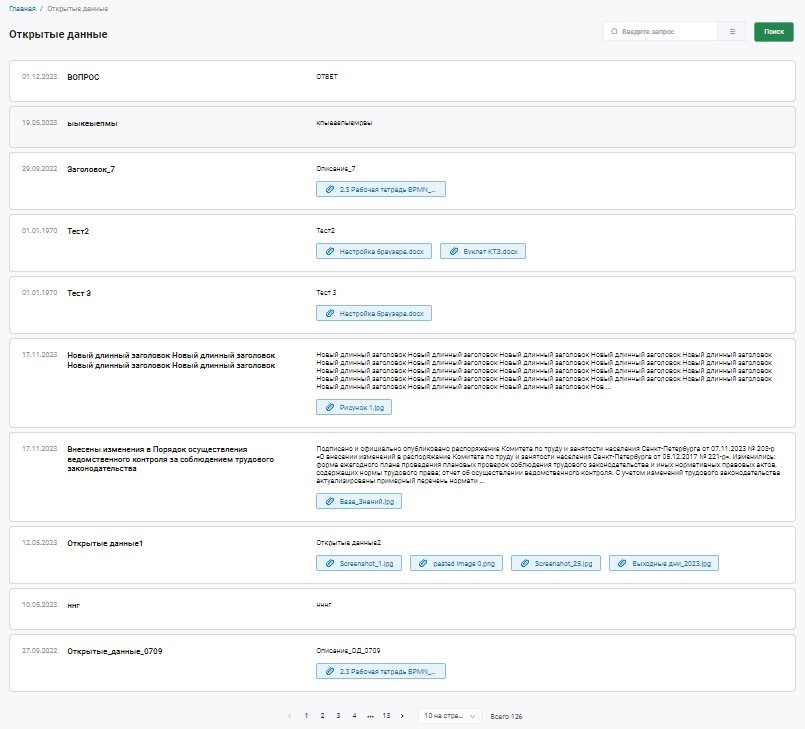 Главная / Открытые данные
Открытые данные
Введите запрос
Поиск
01.12.2023 ВОПРОС ОТВЕТ
19.05.2023 ыыкеыепмы кпываепыемрвы
29.09.2022 Заголовок_7 Описание_7
2.3 Рабочая тетрадь BPMN_...
01.01.1970 Тест2 Тест2
Настройка браузера.docx Буклет КТЗ.docx
01.01.1970 Тест 3 Тест 3
Настройка браузера.docx
17.11.2023 Новый длинный заголовок Новый длинный заголовок
Новый длинный заголовок Новый длинный заголовок
Новый длинный заголовок Новый длинный заголовок Новый длинный заголовок Новый длинный заголовок Новый длинный заголовок
Новый длинный заголовок Новый длинный заголовок Новый длинный заголовок Новый длинный заголовок Новый длинный заголовок
Новый длинный заголовок Новый длинный заголовок Новый длинный заголовок Новый длинный заголовок Новый длинный заголовок
Новый длинный заголовок Новый длинный заголовок Новый длинный заголовок Новый длинный заголовок Новый длинный заголовок
Новый длинный заголовок Новый длинный заголовок Новый длинный заголовок Нов ...
Рисунок 1.jpg
17.11.2023 Внесены изменения в Порядок осуществления
ведомственного контроля за соблюдением трудового
законодательства
Подписано и официально опубликовано распоряжение Комитета по труду и занятости населения Санкт-Петербурга от 07.11.2023 № 203-р
«О внесении изменений в распоряжение Комитета по труду и занятости населения Санкт-Петербурга от 05.12.2017 № 221-р». Изменились:
форма ежегодного плана проведения плановых проверок соблюдения трудового законодательства и иных нормативных правовых актов,
содержащих нормы трудового права; отчет об осуществлении ведомственного контроля. С учетом изменений трудового законодательства
актуализированы примерный перечень нормати ...
База_Знаний.jpg
12.05.2023 Открытые данные1 Открытые данные2
Screenshot_1.jpg pasted image 0.png Screenshot_25.jpg Выходные дни_2023.jpg
10.05.2023 ннг нннг
27.09.2022 Открытые_данные_0709 Описание_ОД_0709
2.3 Рабочая тетрадь BPMN_...
‹ 1 2 3 4 ••• 13 › 10 на стра... Всего 126